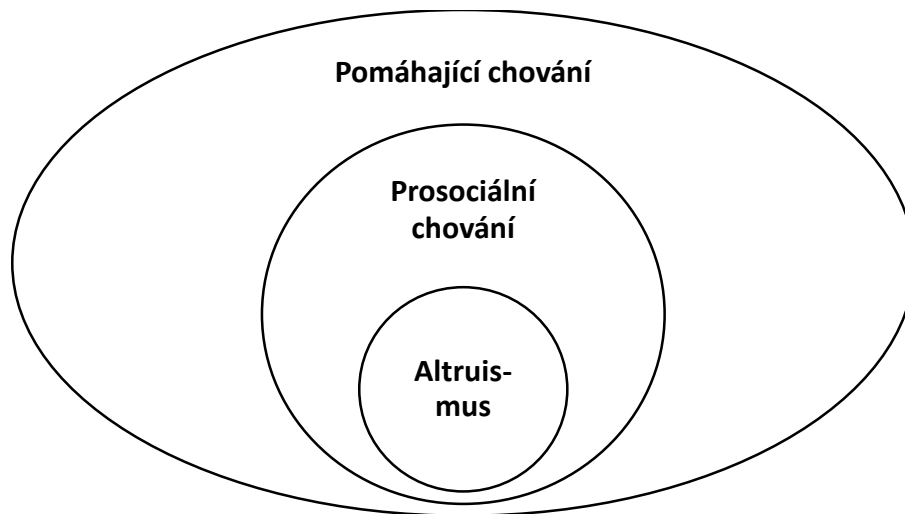 Pomáhající chování
Prosociální
chování
Altruis-
mus